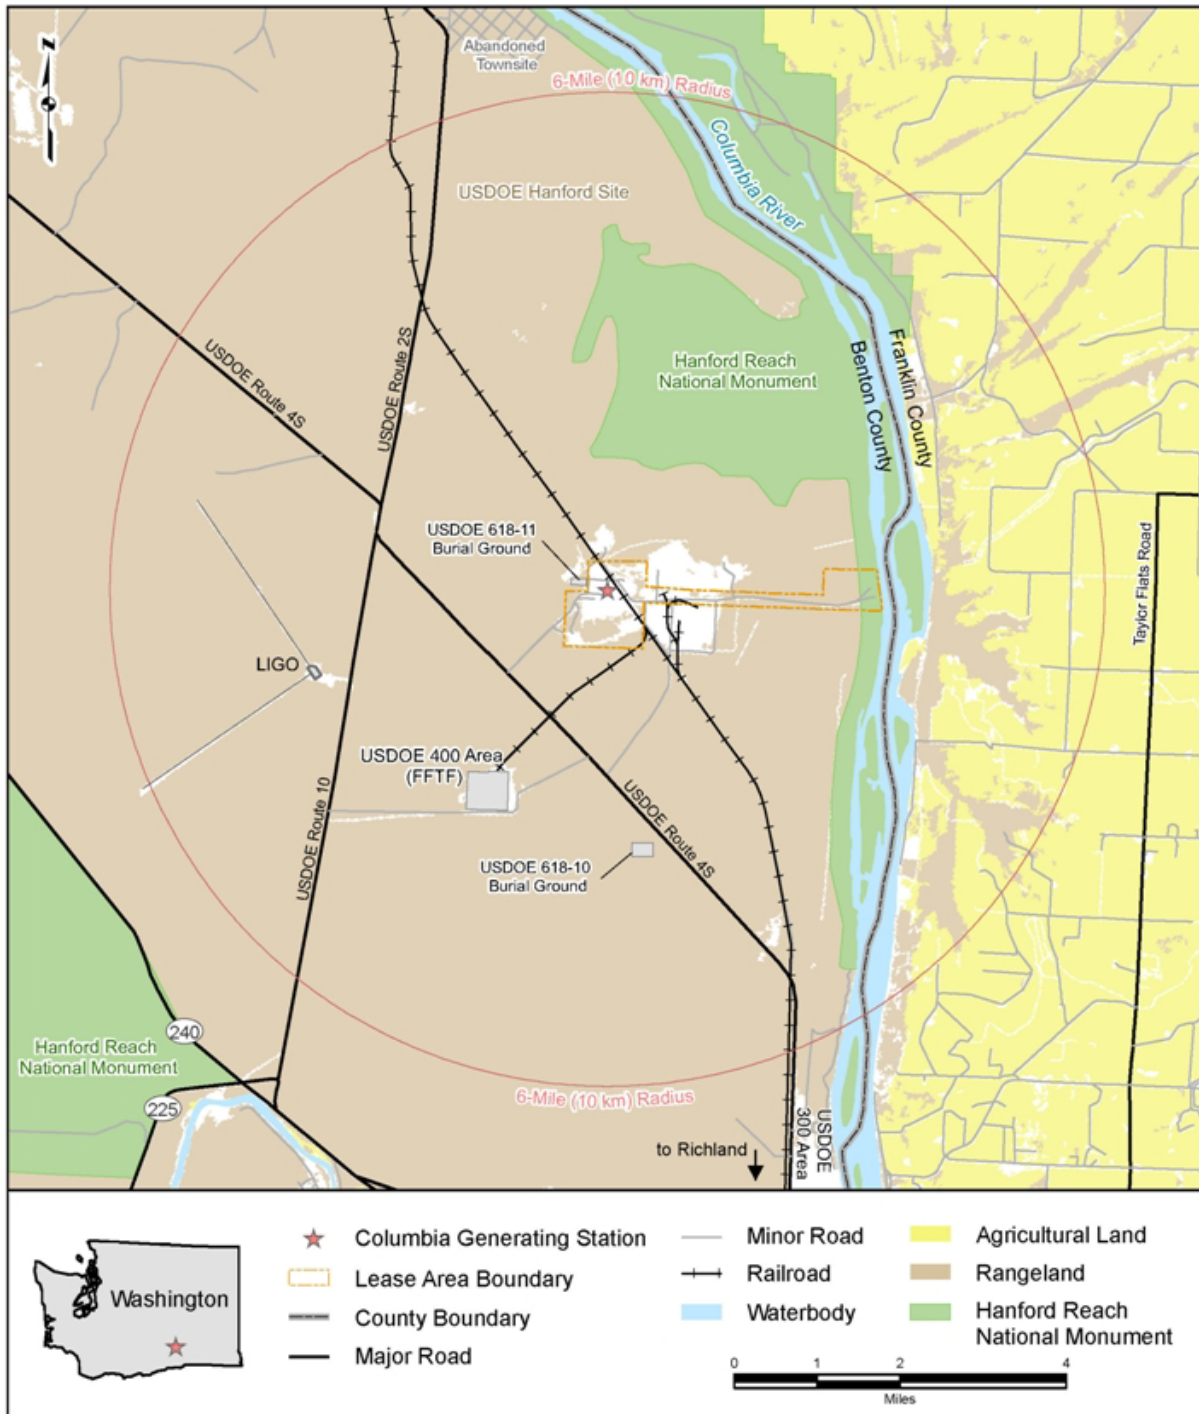 Z
Abandoned
Townsite
6-Mile (10 km) Radius
Columbia River
USDOE Hanford Site
USDOE Route 4S
USDOE Route 2S
Hanford Reach
National Monument
Franklin County
Benton County
USDOE 618-11
Burial Ground
Taylor Flats Road
LIGO
USDOE 400 Area
(FFTF)
USDOE Route 10
USDOE Route 4S
USDOE 618-10
Burial Ground
240
Hanford Reach
National Monument
225
6-Mile (10 km) Radius
to Richland
USDOE
300 Area
Washington
Columbia Generating Station
Lease Area Boundary
County Boundary
Major Road
Minor Road
Railroad
Waterbody
Agricultural Land
Rangeland
Hanford Reach
National Monument
0 1 2 4
Miles